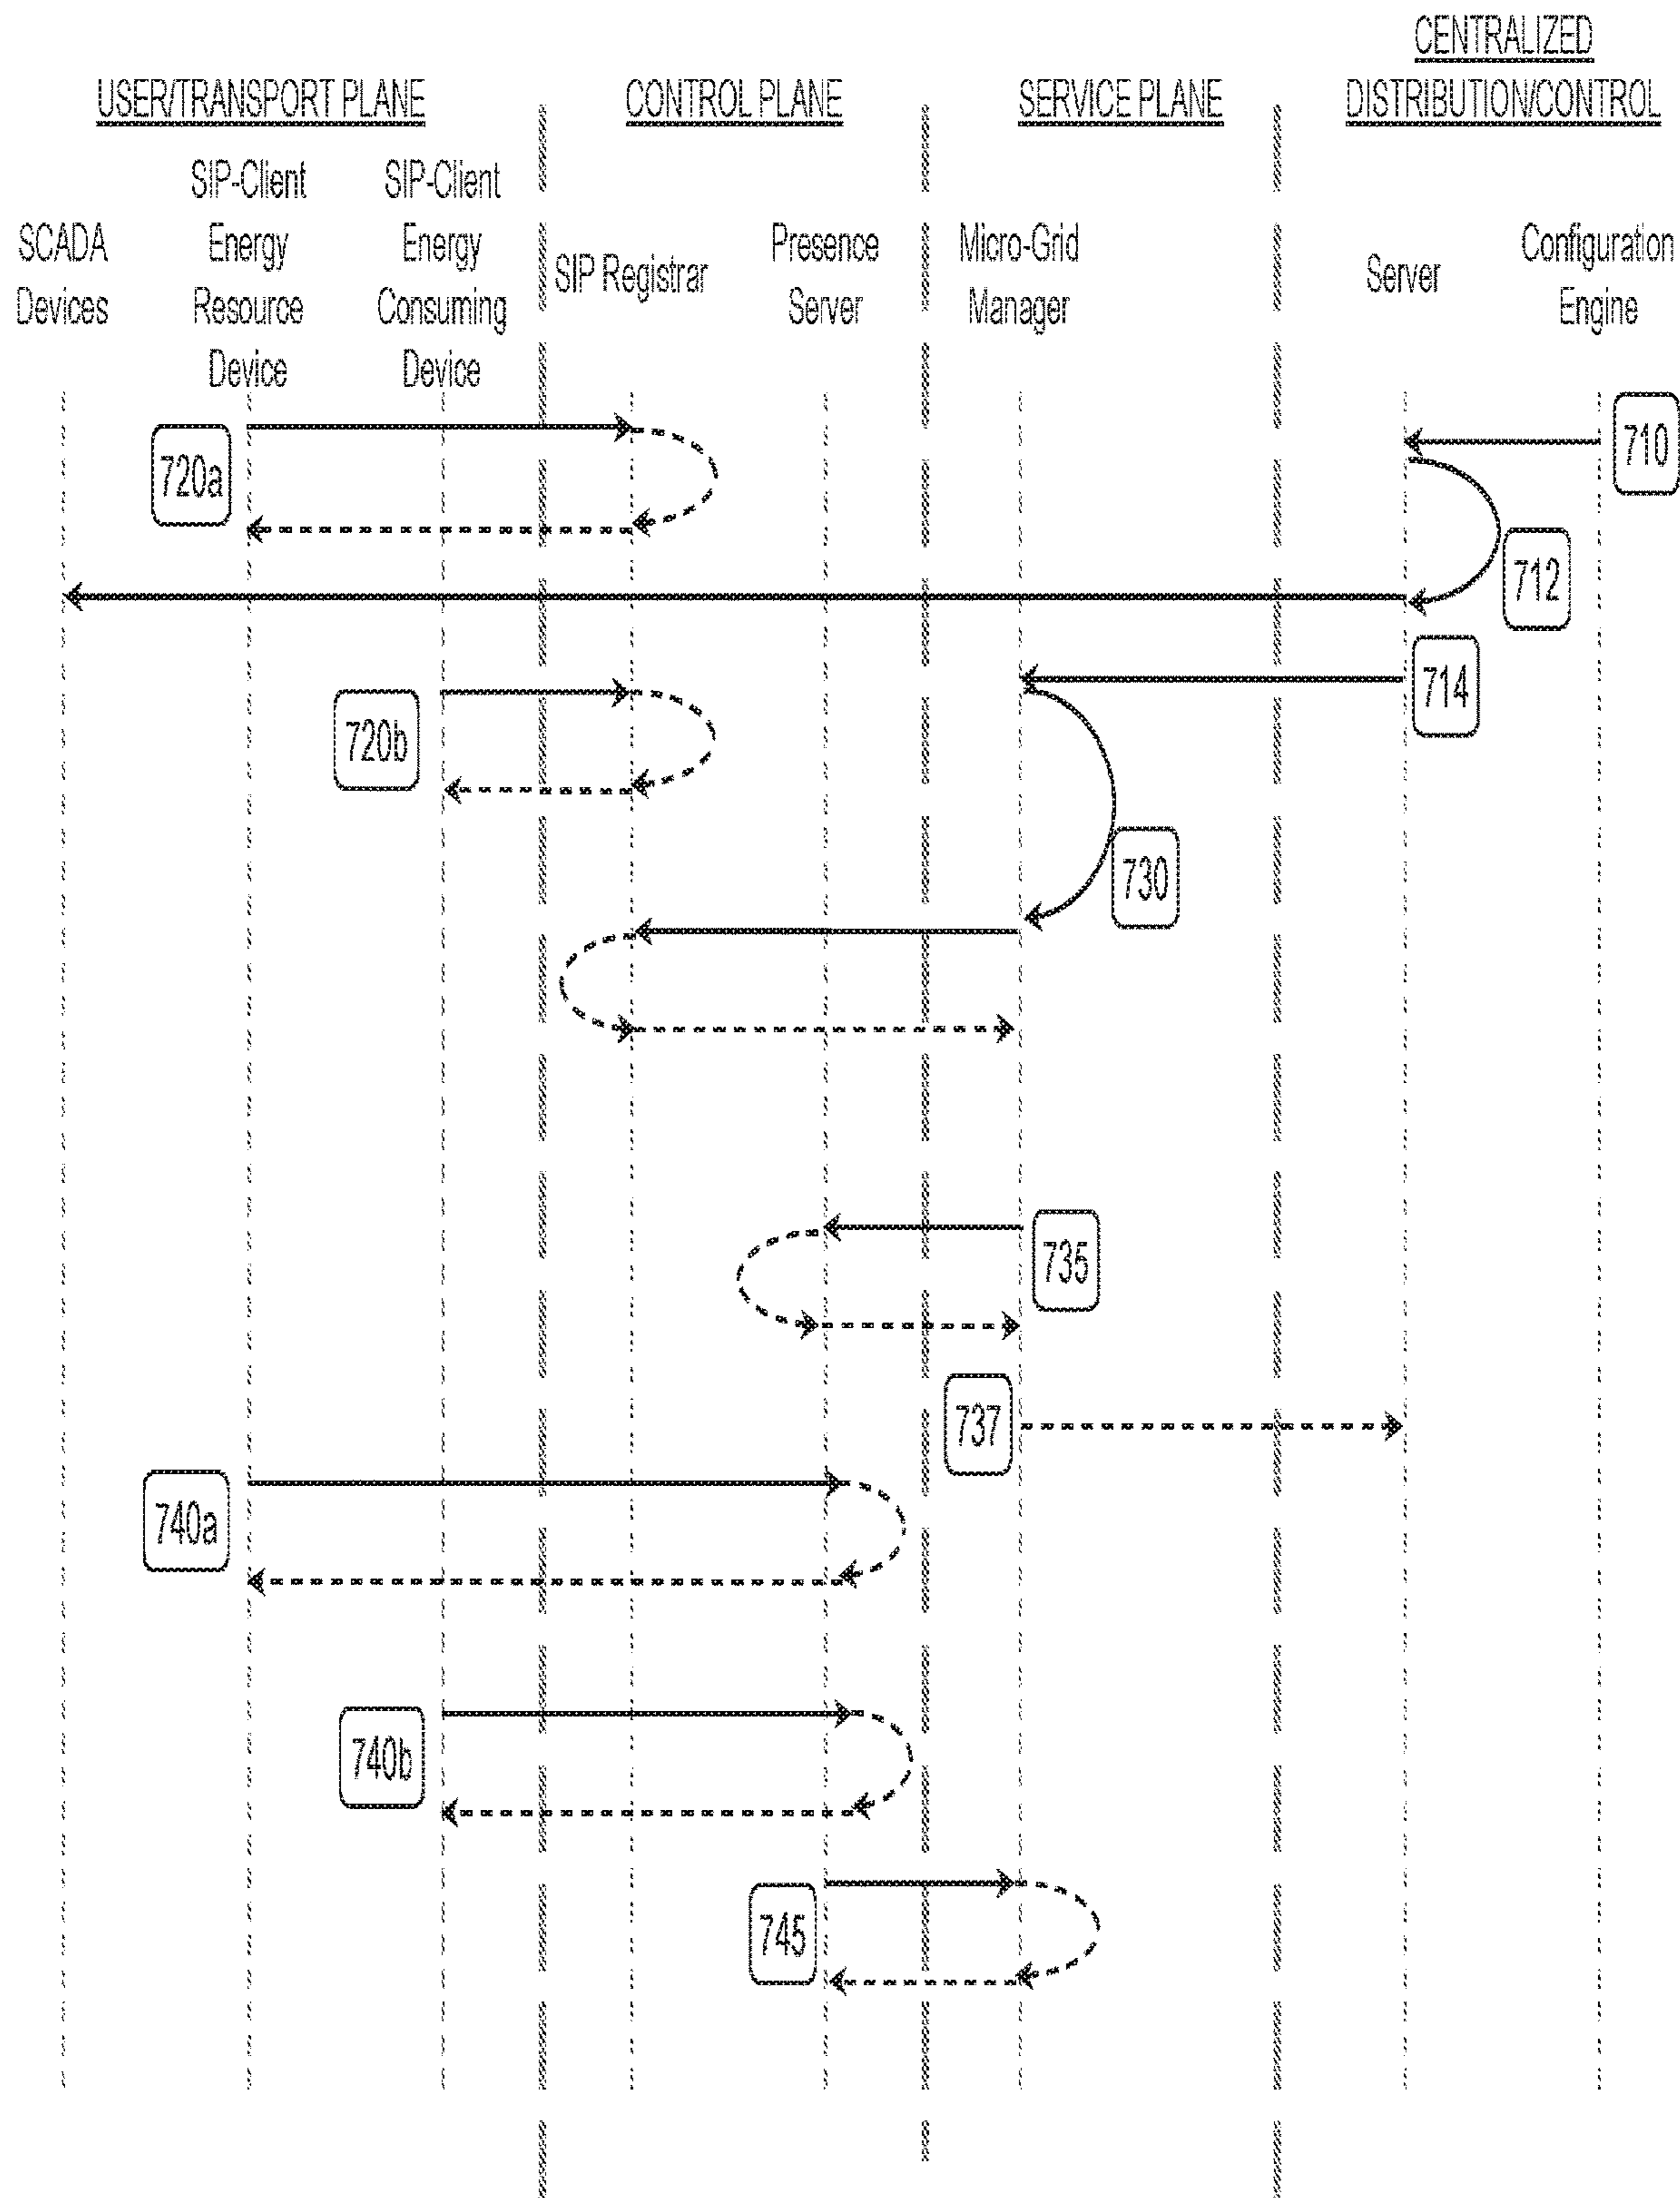 USER/TRANSPORT PLANE
CONTROL PLANE
SERVICE PLANE
CENTRALIZED
DISTRIBUTION/CONTROL
SCADA
Devices
SIP-Client
Energy
Resource
Device
SIP-Client
Energy
Consuming
Device
SIP Registrar
Presence
Server
Micro-Grid
Manager
Server
Configuration
Engine
720a
710
712
714
720b
730
735
737
740a
740b
745